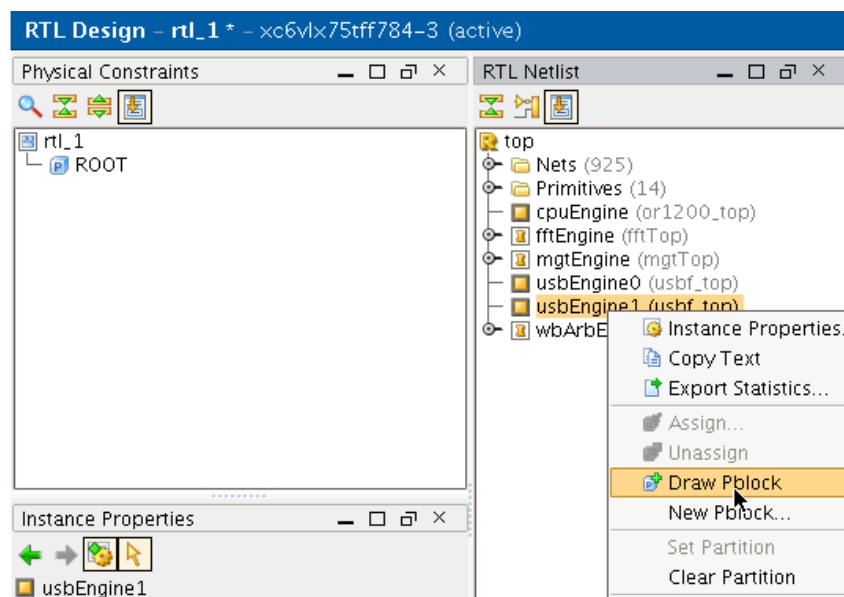 RTL Design - rtl_1 * - xc6vlx75tff784-3 (active)
Physical Constraints
rtl_1
ROOT
RTL Netlist
top
Nets (925)
Primitives (14)
cpuEngine (or1200_top)
fftEngine (fftTop)
mgtEngine (mgtTop)
usbEngine0 (usbf_top)
usbEngine1 (usbf_top)
wbArbE
Instance Properties.
Copy Text
Export Statistics...
Assign...
Unassign
Draw Pblock
New Pblock...
Set Partition
Clear Partition
Instance Properties
usbEngine1